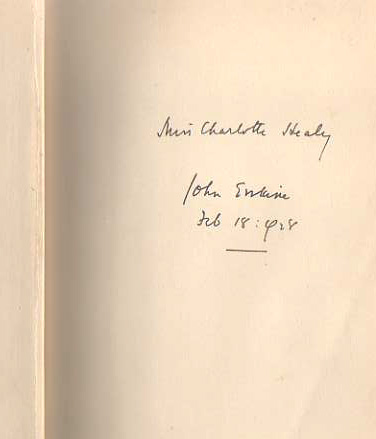 Miss Charlotte Healy
John Erskine
Feb 18: 1928